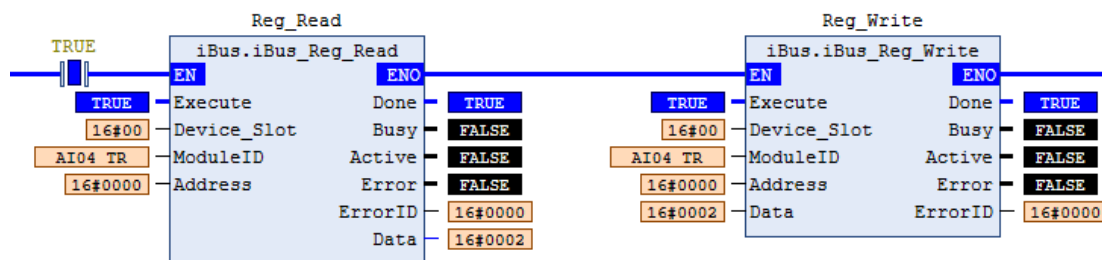 Reg_Read Reg_Write
TRUE iBus.iBus_Reg_Read iBus.iBus_Reg_Write
EN ENO EN ENO
TRUE Execute Done TRUE TRUE Execute Done TRUE
16#00 Device_Slot Busy FALSE 16#00 Device_Slot Busy FALSE
AI04 TR ModuleID Active FALSE AI04 TR ModuleID Active FALSE
16#0000 Address Error FALSE 16#0000 Address Error FALSE
ErrorID 16#0000 16#0002 Data ErrorID 16#0000
Data 16#0002